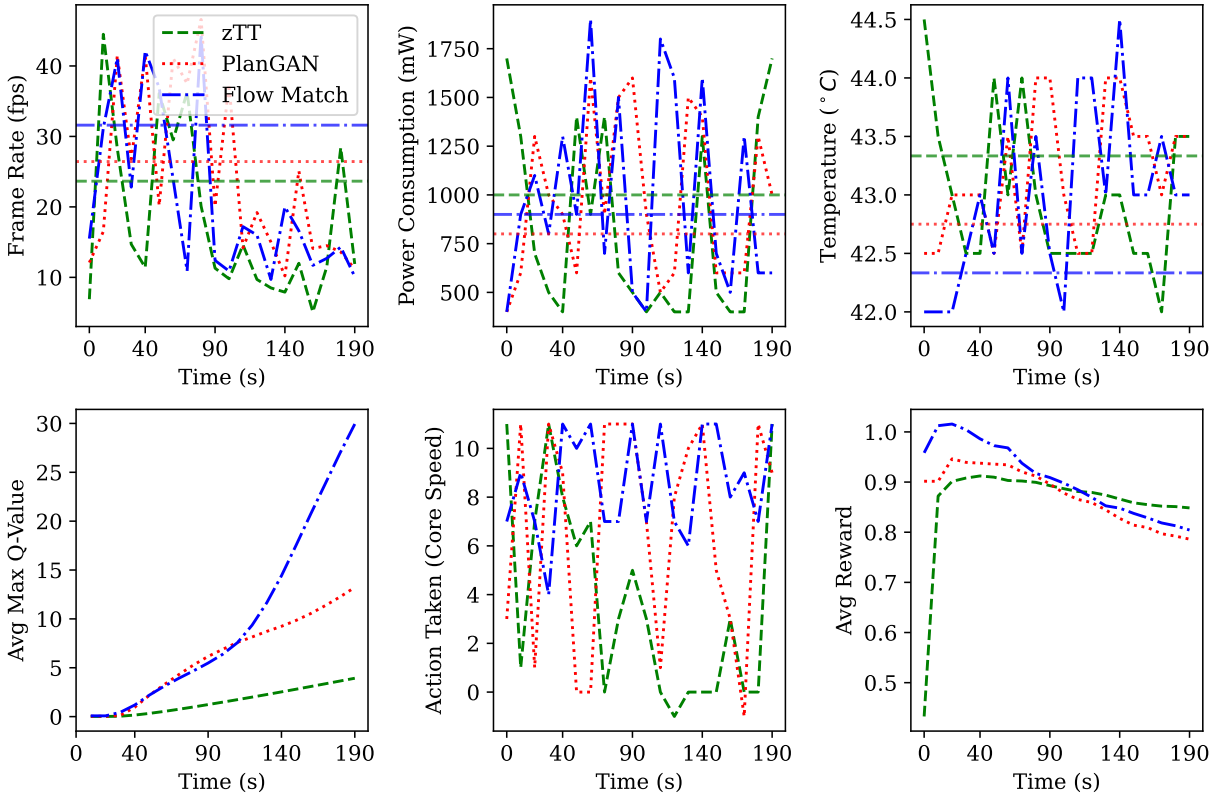 Frame Rate (fps)
40
30
20
10
0 40 90 140 190
Time (s)
zTT
PlanGAN
Flow Match
Power Consumption (mW)
1750
1500
1250
1000
750
500
0 40 90 140 190
Time (s)
Temperature (°C)
44.5
44.0
43.5
43.0
42.5
42.0
0 40 90 140 190
Time (s)
Avg Max Q-Value
30
25
20
15
10
5
0
0 40 90 140 190
Time (s)
Action Taken (Core Speed)
10
8
6
4
2
0
0 40 90 140 190
Time (s)
Avg Reward
1.0
0.9
0.8
0.7
0.6
0.5
0 40 90 140 190
Time (s)